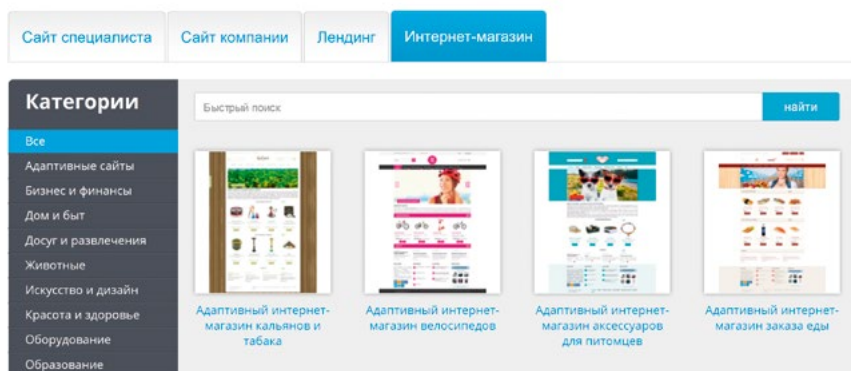 Сайт специалиста
Сайт компании
Лендинг
Интернет-магазин
Категории
Быстрый поиск
найти
Все
Адаптивные сайты
Бизнес и финансы
Дом и быт
Досуг и развлечения
Животные
Искусство и дизайн
Красота и здоровье
Оборудование
Образование
Адаптивный интернет-
магазин кальянов и
табака
Адаптивный интернет-
магазин велосипедов
Адаптивный интернет-
магазин аксессуаров
для питомцев
Адаптивный интернет-
магазин заказа еды